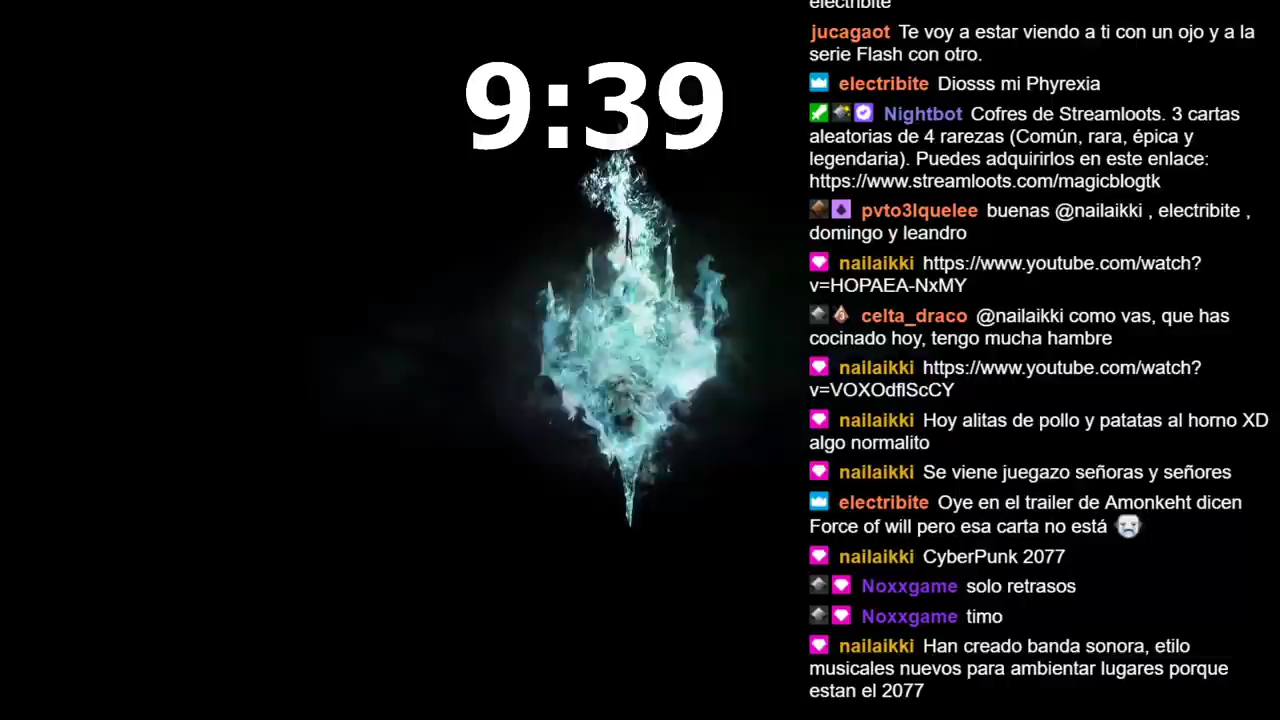 9:39
electribite
jucagaot Te voy a estar viendo a ti con un ojo y a la
serie Flash con otro.
electribite Diosss mi Phyrexia
Nightbot Cofres de Streamloots. 3 cartas
aleatorias de 4 rarezas (Común, rara, épica y
legendaria). Puedes adquirirlos en este enlace:
https://www.streamloots.com/magicblogtk
pvto3lquelee buenas @nailaikki , electribite ,
domingo y leandro
nailaikki https://www.youtube.com/watch?
v=HOPAEA-NxMY
celta_draco @nailaikki como vas, que has
cocinado hoy, tengo mucha hambre
nailaikki https://www.youtube.com/watch?
v=VOXOdflScCY
nailaikki Hoy alitas de pollo y patatas al horno XD
algo normalito
nailaikki Se viene juegazo señoras y señores
electribite Oye en el trailer de Amonkeht dicen
Force of will pero esa carta no está
nailaikki CyberPunk 2077
Noxxgame solo retrasos
Noxxgame timo
nailaikki Han creado banda sonora, etilo
musicales nuevos para ambientar lugares porque
estan el 2077